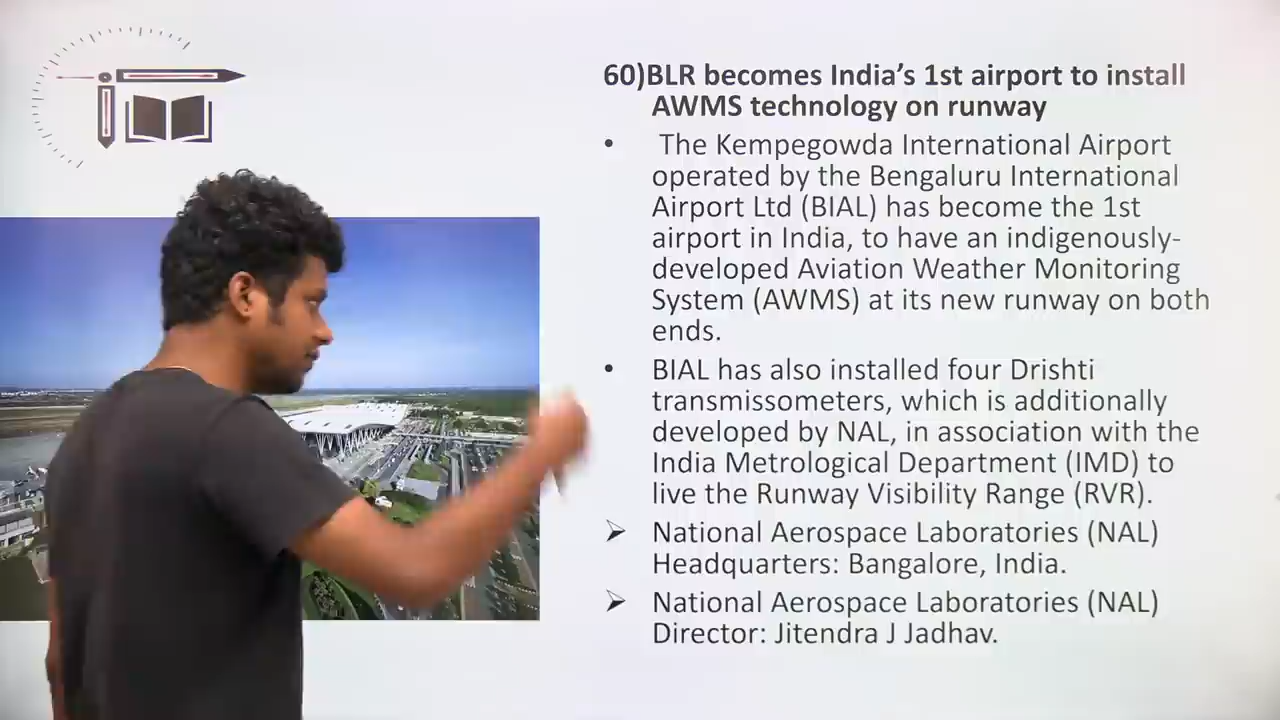 60)BLR becomes India’s 1st airport to install
AWMS technology on runway
• The Kempegowda International Airport
operated by the Bengaluru International
Airport Ltd (BIAL) has become the 1st
airport in India, to have an indigenously-
developed Aviation Weather Monitoring
System (AWMS) at its new runway on both
ends.
• BIAL has also installed four Drishti
transmissometers, which is additionally
developed by NAL, in association with the
India Metrological Department (IMD) to
live the Runway Visibility Range (RVR).
➢ National Aerospace Laboratories (NAL)
Headquarters: Bangalore, India.
➢ National Aerospace Laboratories (NAL)
Director: Jitendra J Jadhav.